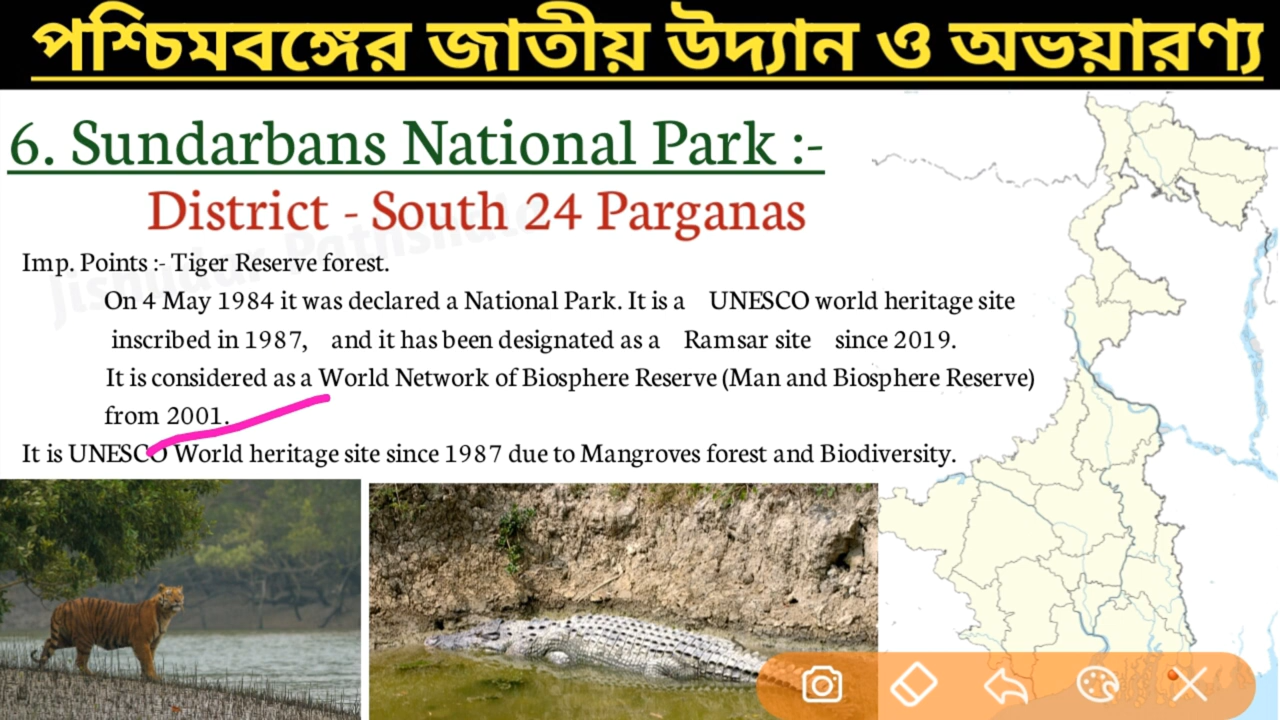 পশ্চিমবঙ্গের জাতীয় উদ্যান ও অভয়ারণ্য
6. Sundarbans National Park :-
District - South 24 Parganas
Imp. Points :- Tiger Reserve forest.
On 4 May 1984 it was declared a National Park. It is a UNESCO world heritage site
inscribed in 1987, and it has been designated as a Ramsar site since 2019.
It is considered as a World Network of Biosphere Reserve (Man and Biosphere Reserve)
from 2001.
It is UNESCO World heritage site since 1987 due to Mangroves forest and Biodiversity.